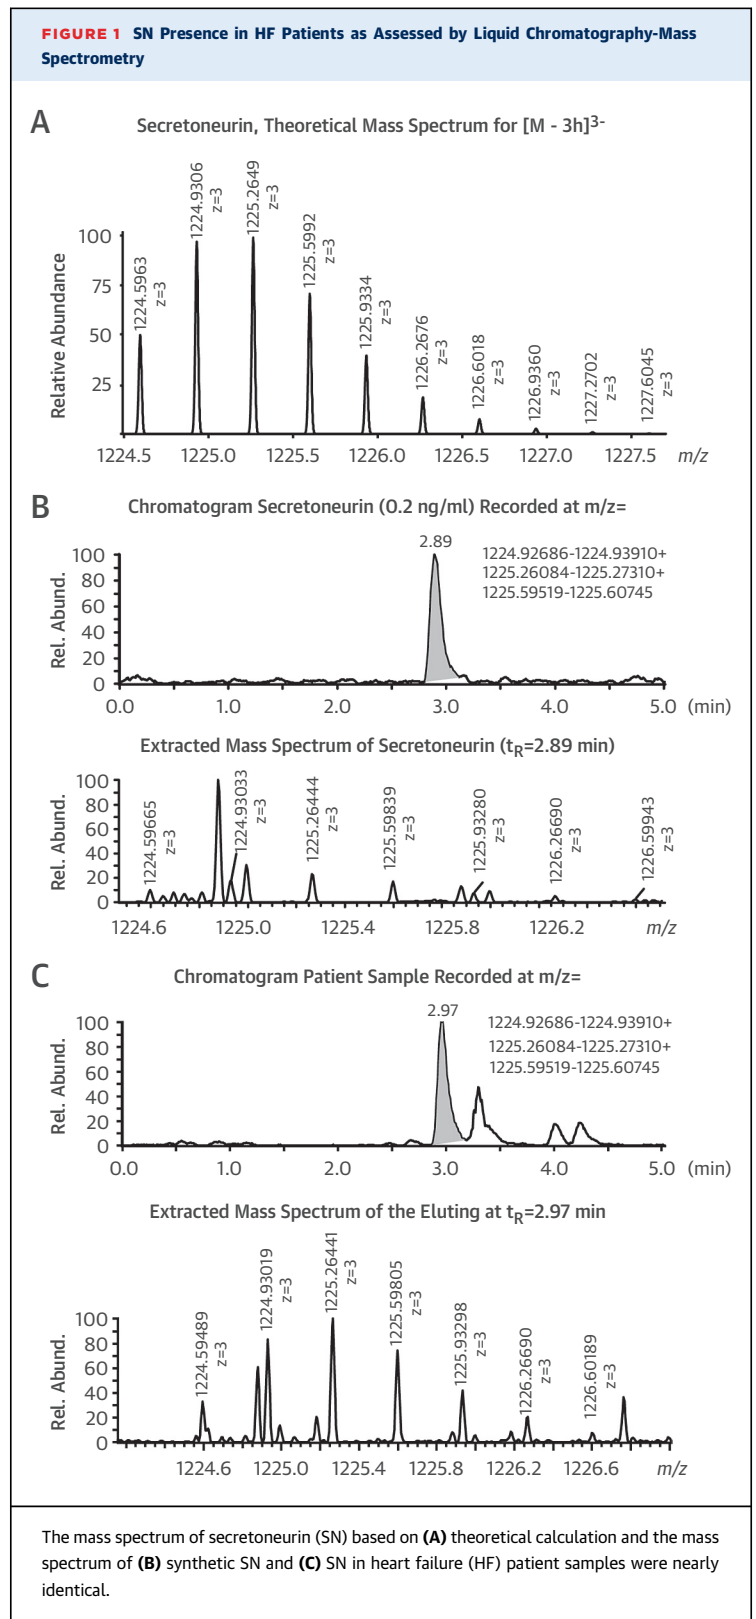 FIGURE 1 SN Presence in HF Patients as Assessed by Liquid Chromatography-Mass
Spectrometry
A
Secretoneurin, Theoretical Mass Spectrum for [M - 3h]3-
Relative Abundance
100
75
50
25
1224.5963
z=3
1224.9306
z=3
1225.2649
z=3
1225.5992
z=3
1225.9334
z=3
1226.2676
z=3
1226.6018
z=3
1226.9360
z=3
1227.2702
z=3
1227.6045
z=3
1224.5 1225.0 1225.5 1226.0 1226.5 1227.0 1227.5 m/z
B
Chromatogram Secretoneurin (0.2 ng/ml) Recorded at m/z=
Rel. Abund.
100
80
60
40
20
0
2.89
1224.92686-1224.93910+
1225.26084-1225.27310+
1225.59519-1225.60745
0.0 1.0 2.0 3.0 4.0 5.0 (min)
Extracted Mass Spectrum of Secretoneurin (tR=2.89 min)
Rel. Abund.
100
80
60
40
20
0
1224.59665
z=3
1224.93033
z=3
1225.26444
z=3
1225.59839
z=3
1225.93280
z=3
1226.26690
z=3
1226.59943
z=3
1224.6 1225.0 1225.4 1225.8 1226.2 m/z
C
Chromatogram Patient Sample Recorded at m/z=
Rel. Abund.
100
80
60
40
20
0
2.97
1224.92686-1224.93910+
1225.26084-1225.27310+
1225.59519-1225.60745
0.0 1.0 2.0 3.0 4.0 5.0 (min)
Extracted Mass Spectrum of the Eluting at tR=2.97 min
Rel. Abund.
100
80
60
40
20
0
1224.59489
z=3
1224.93019
z=3
1225.26441
z=3
1225.59805
z=3
1225.93298
z=3
1226.26690
z=3
1226.60189
z=3
1224.6 1225.0 1225.4 1225.8 1226.2 1226.6 m/z
The mass spectrum of secretoneurin (SN) based on (A) theoretical calculation and the mass
spectrum of (B) synthetic SN and (C) SN in heart failure (HF) patient samples were nearly
identical.